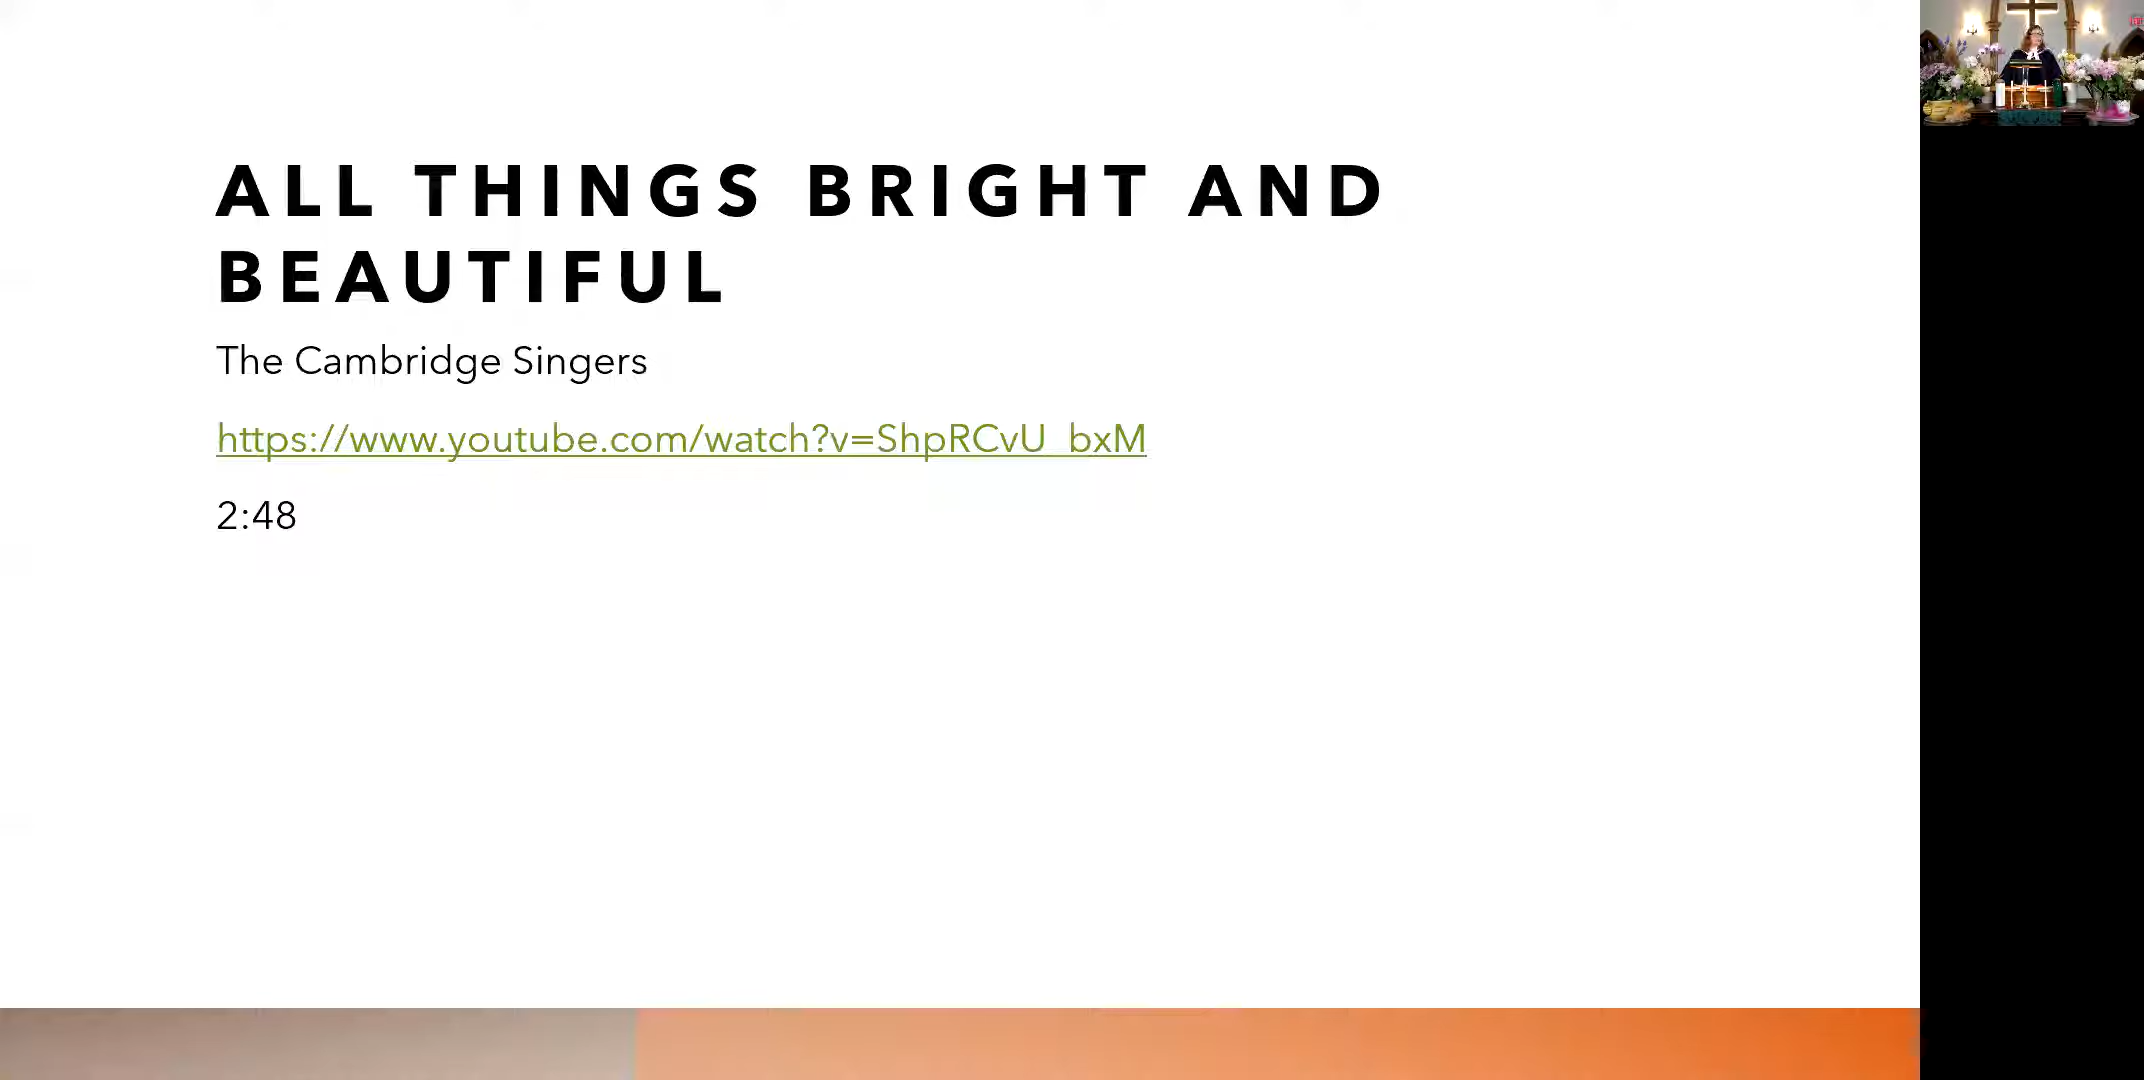 ALL THINGS BRIGHT AND
BEAUTIFUL
The Cambridge Singers
https://www.youtube.com/watch?v=ShpRCvU_bxM
2:48